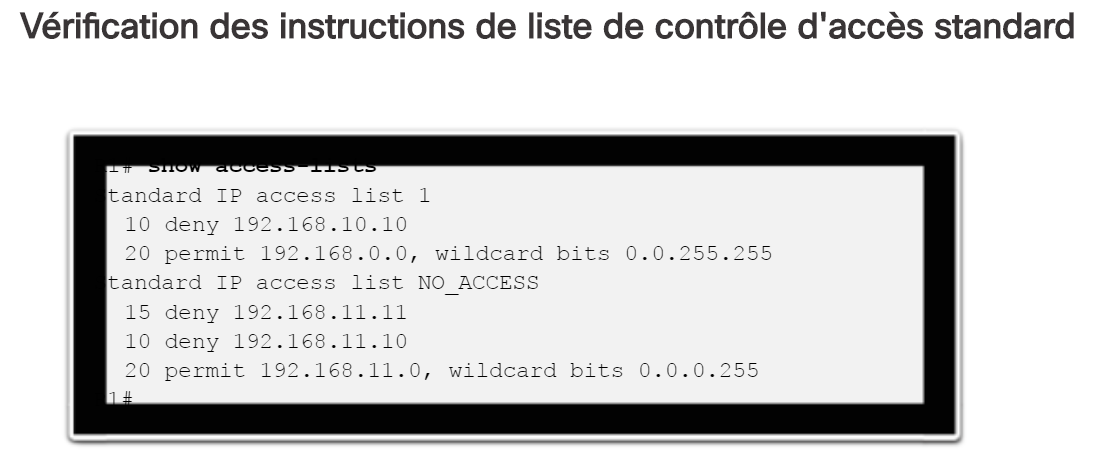 Vérification des instructions de liste de contrôle d'accès standard
1# show access-lists
tandard IP access list 1
10 deny 192.168.10.10
20 permit 192.168.0.0, wildcard bits 0.0.255.255
tandard IP access list NO_ACCESS
15 deny 192.168.11.11
10 deny 192.168.11.10
20 permit 192.168.11.0, wildcard bits 0.0.0.255
1#